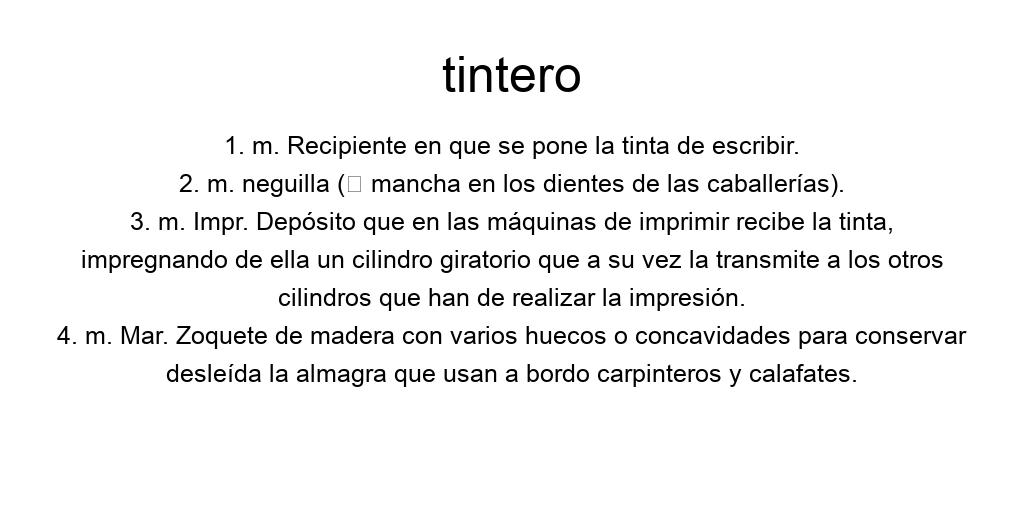 tintero
1. m. Recipiente en que se pone la tinta de escribir.
2. m. neguilla (□ mancha en los dientes de las caballerías).
3. m. Impr. Depósito que en las máquinas de imprimir recibe la tinta,
impregnando de ella un cilindro giratorio que a su vez la transmite a los otros
cilindros que han de realizar la impresión.
4. m. Mar. Zoquete de madera con varios huecos o concavidades para conservar
desleída la almagra que usan a bordo carpinteros y calafates.